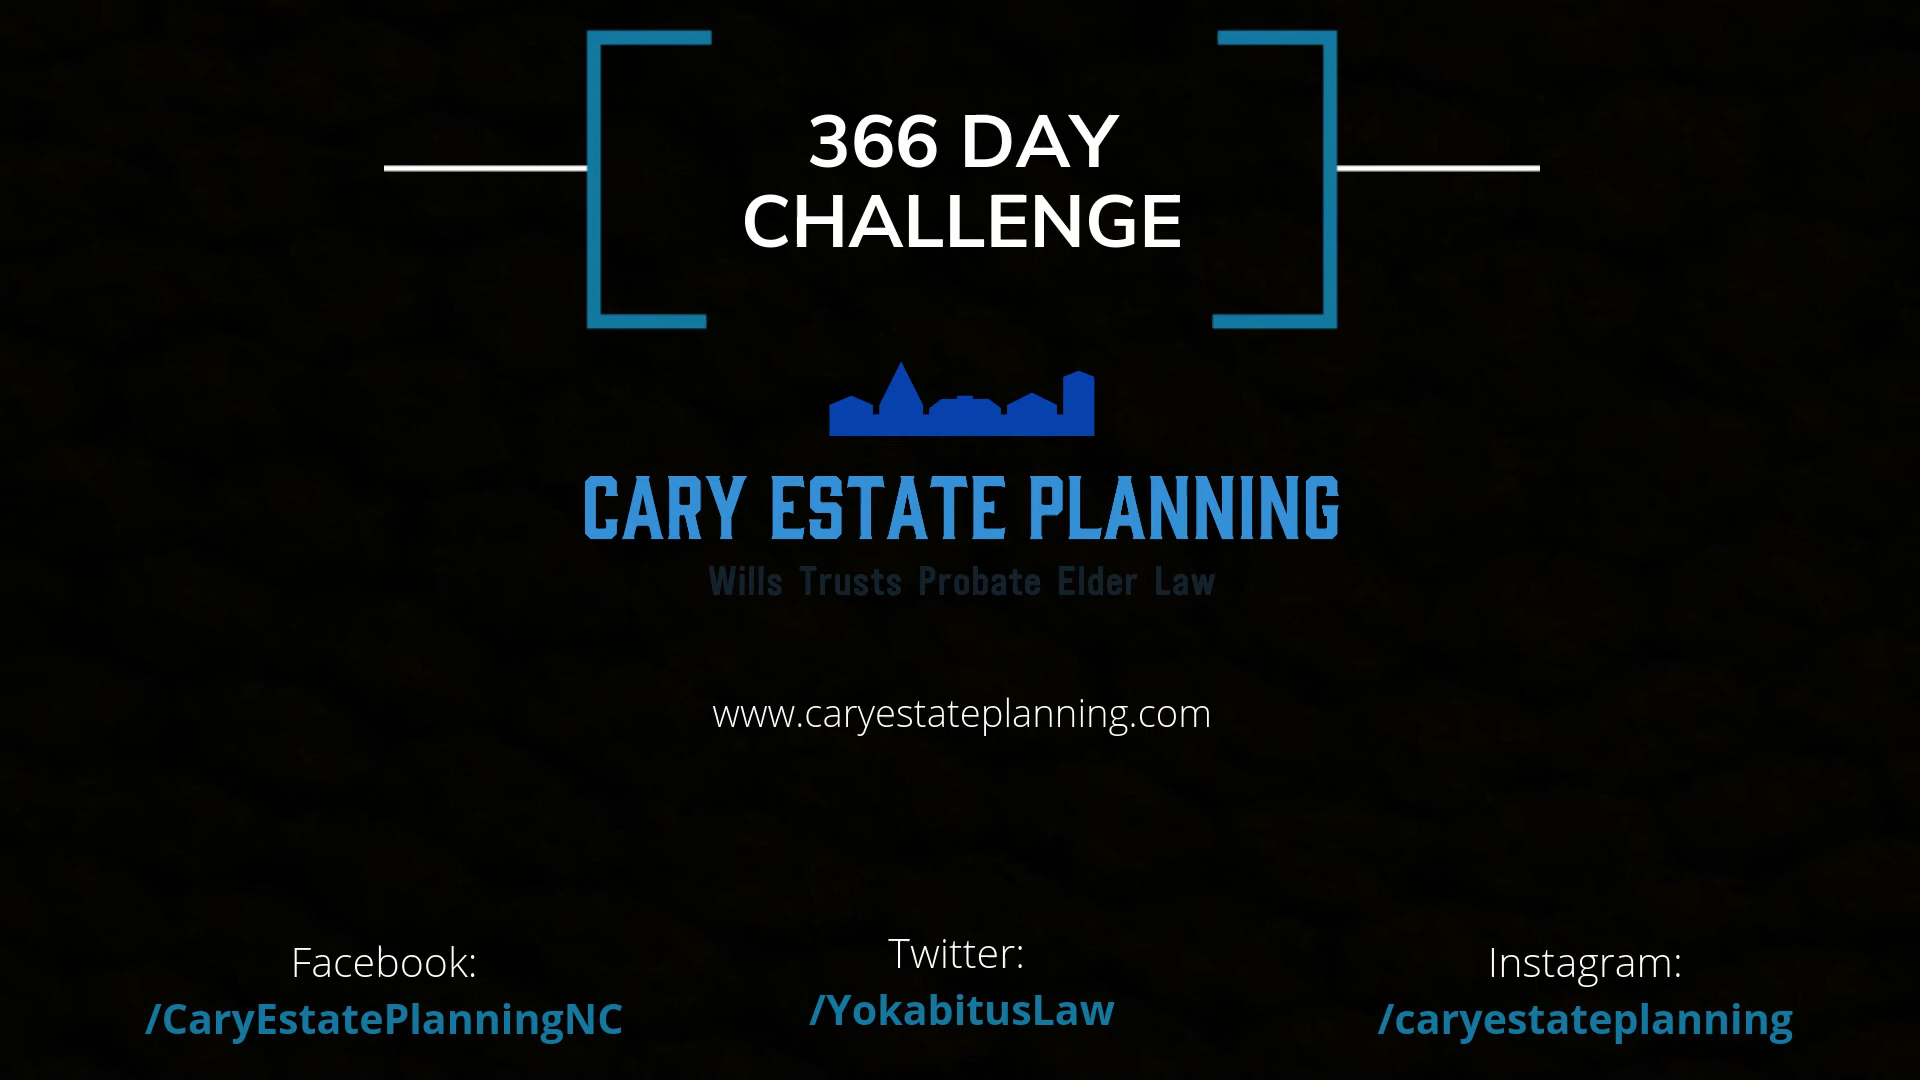 366 DAY
CHALLENGE
CARY ESTATE PLANNING
Wills Trusts Probate Elder Law
www.caryestateplanning.com
Facebook:
/CaryEstatePlanningNC
Twitter:
/YokabitusLaw
Instagram:
/caryestateplanning